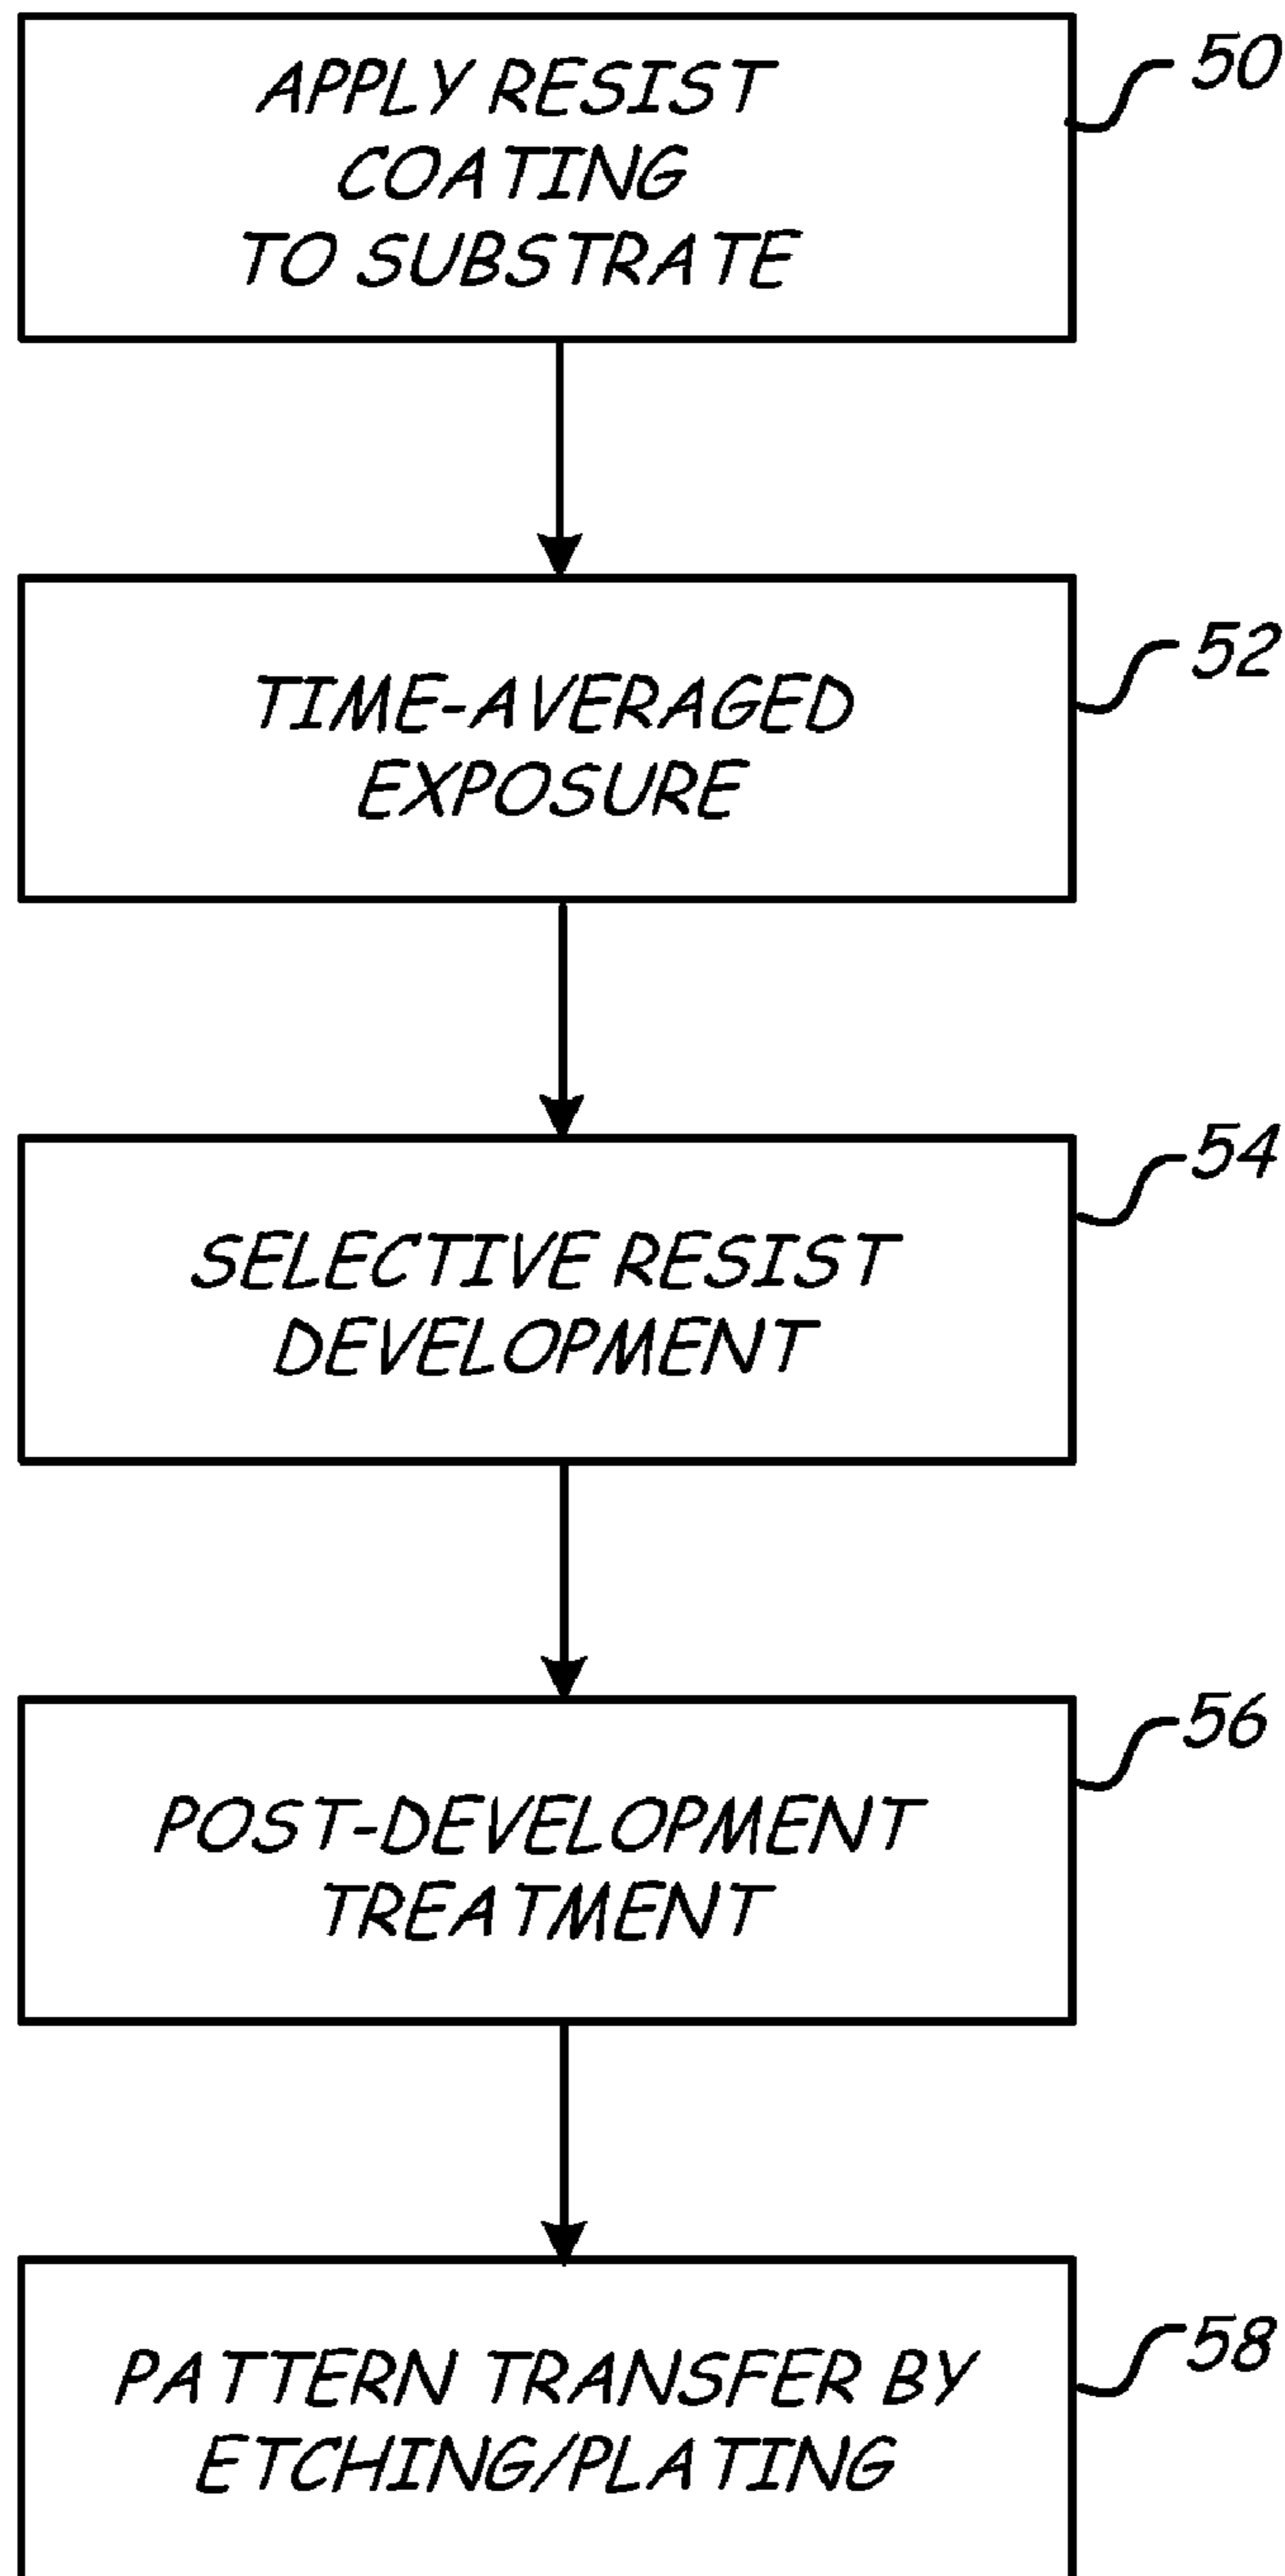 APPLY RESIST
COATING
TO SUBSTRATE
50
TIME-AVERAGED
EXPOSURE
52
SELECTIVE RESIST
DEVELOPMENT
54
POST-DEVELOPMENT
TREATMENT
56
PATTERN TRANSFER BY
ETCHING/PLATING
58